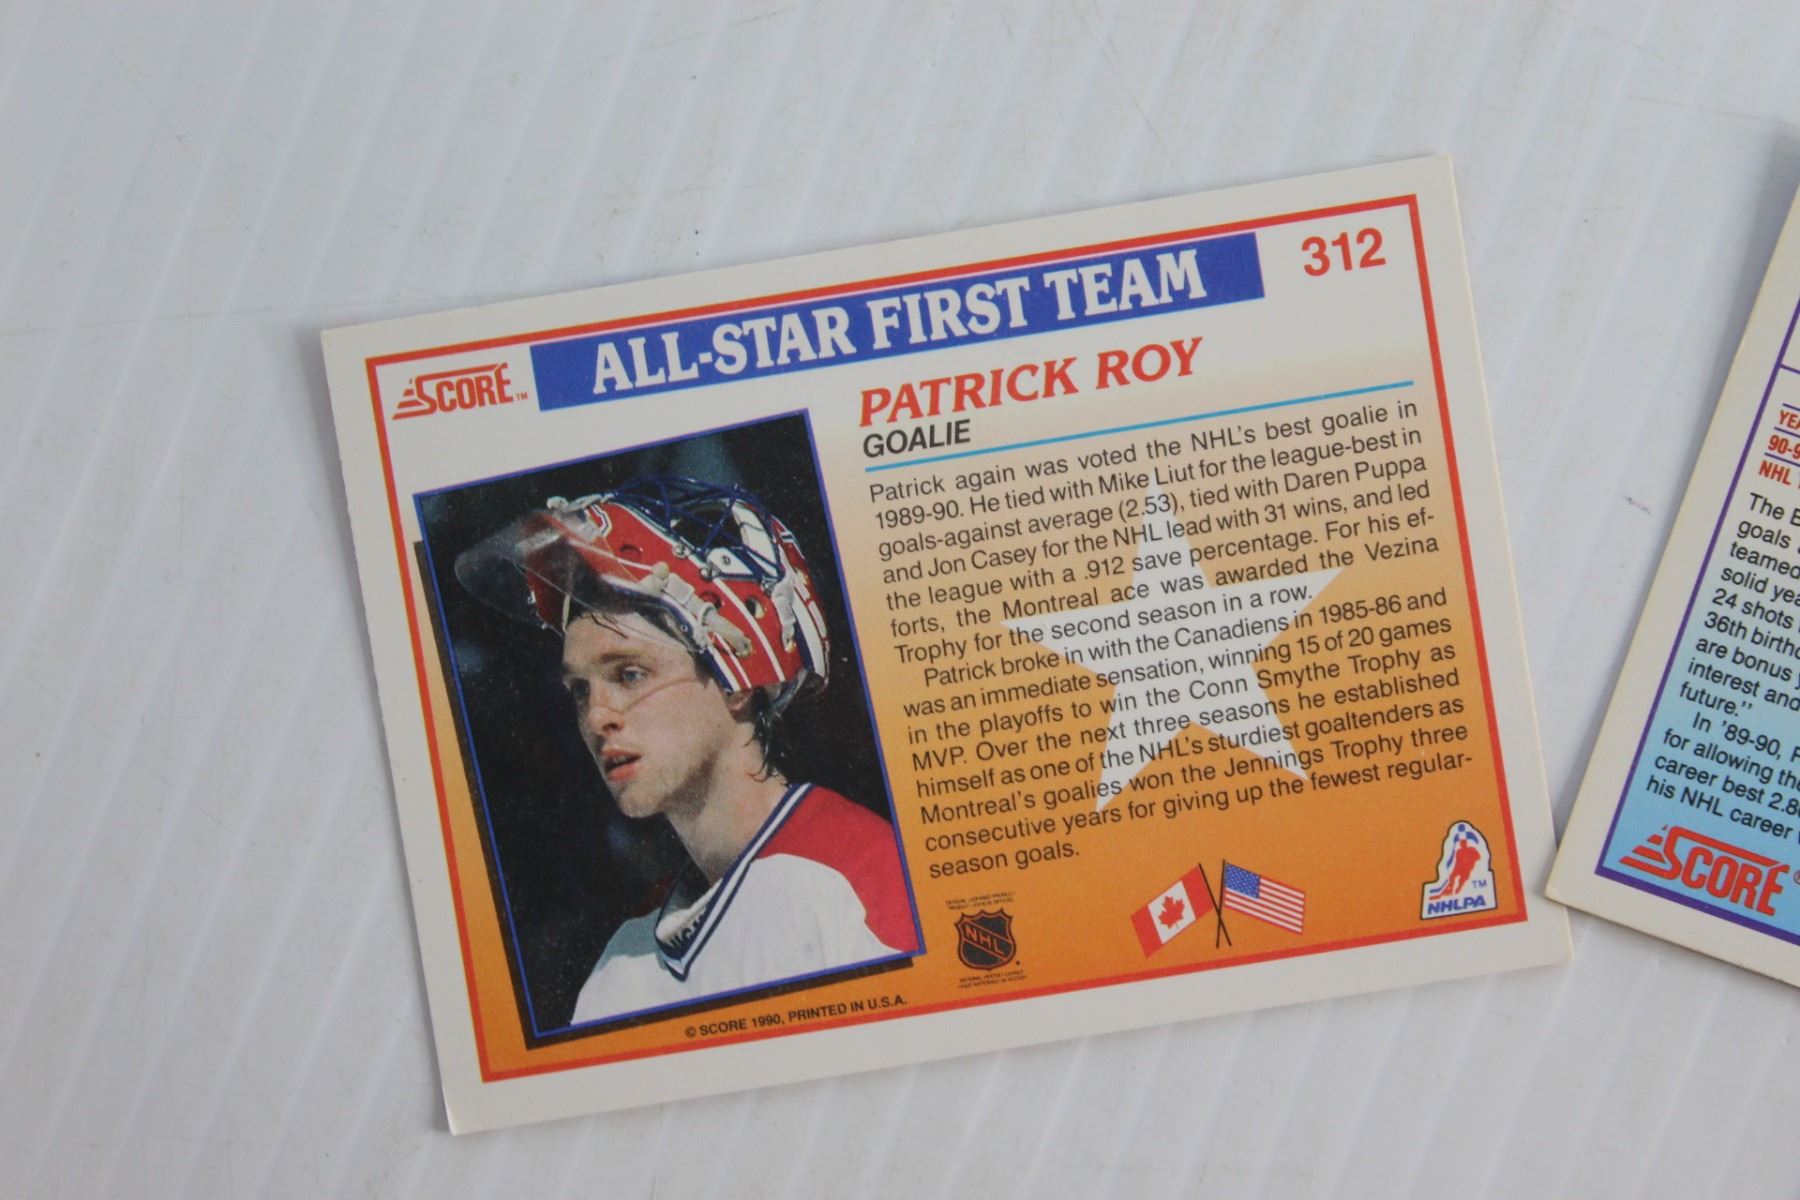 SCORE™
ALL-STAR FIRST TEAM
312
PATRICK ROY
GOALIE
Patrick again was voted the NHL's best goalie in
1989-90. He tied with Mike Liut for the league-best in
goals-against average (2.53), tied with Daren Puppa
and Jon Casey for the NHL lead with 31 wins, and led
the league with a .912 save percentage. For his ef-
forts, the Montreal ace was awarded the Vezina
Trophy for the second season in a row.
Patrick broke in with the Canadiens in 1985-86 and
was an immediate sensation, winning 15 of 20 games
in the playoffs to win the Conn Smythe Trophy as
MVP. Over the next three seasons he established
himself as one of the NHL's sturdiest goaltenders as
Montreal's goalies won the Jennings Trophy three
consecutive years for giving up the fewest regular-
season goals.
NHL
TM
NHLPA
© SCORE 1990, PRINTED IN U.S.A.
NHL
The
goals
teamed
solid
24 shots
36th
are bonus
interest and
future."
In '89-90,
for allowing the
career best
his NHL career
SCORE®